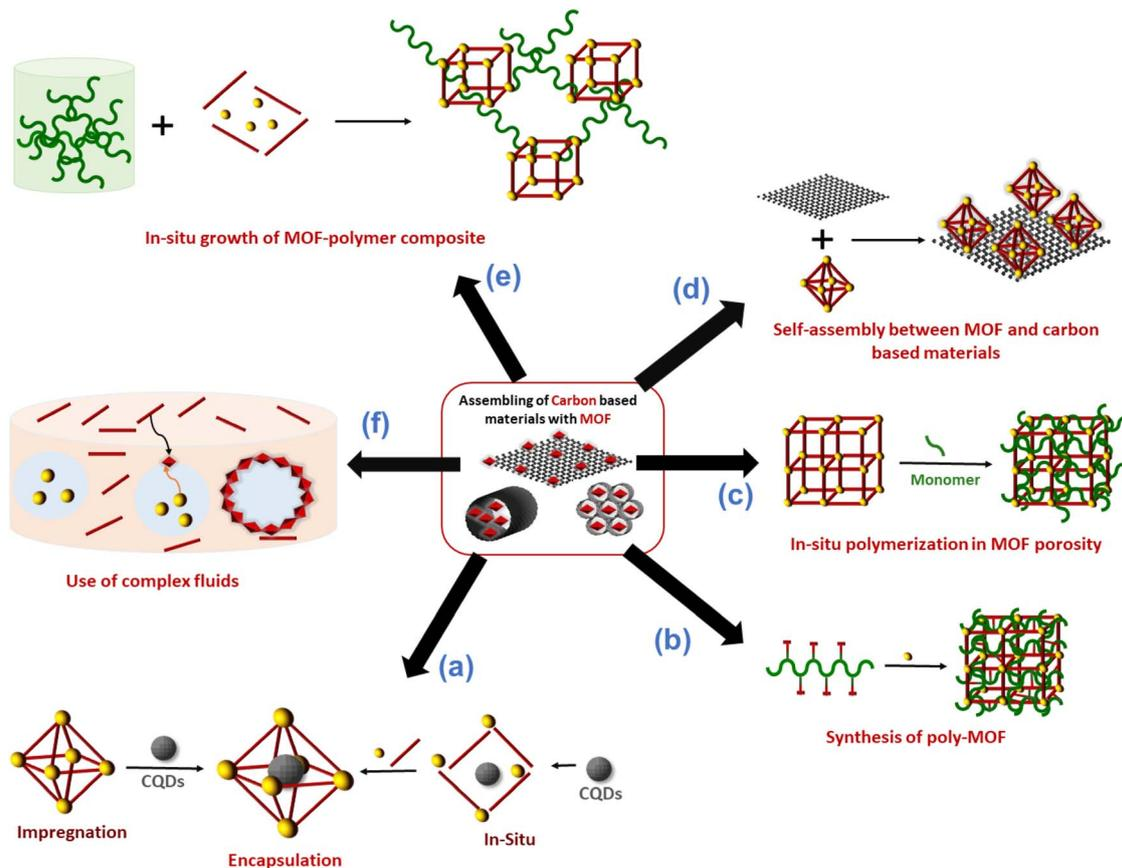 +
In-situ growth of MOF-polymer composite
(e)
(d)
+
Self-assembly between MOF and carbon
based materials
Assembling of Carbon based
materials with MOF
(f)
Use of complex fluids
(c)
Monomer
In-situ polymerization in MOF porosity
(b)
Synthesis of poly-MOF
(a)
CQDs
Impregnation
Encapsulation
In-Situ
CQDs